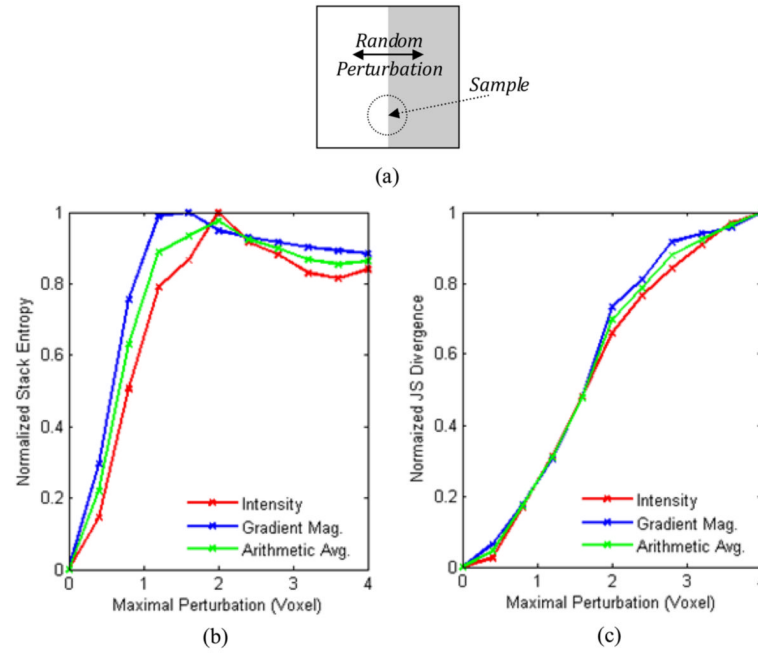 Random
Perturbation
Sample
(a)
1
0.8
0.6
0.4
0.2
0
0 1 2 3 4
Normalized Stack Entropy
Intensity
Gradient Mag.
Arithmetic Avg.
Maximal Perturbation (Voxel)
(b)
1
0.8
0.6
0.4
0.2
0
0 1 2 3
Normaized JS Divergence
Intensity
Gradient Mag.
Arithmetic Avg.
Maximal Perturbation (Voxel)
(c)